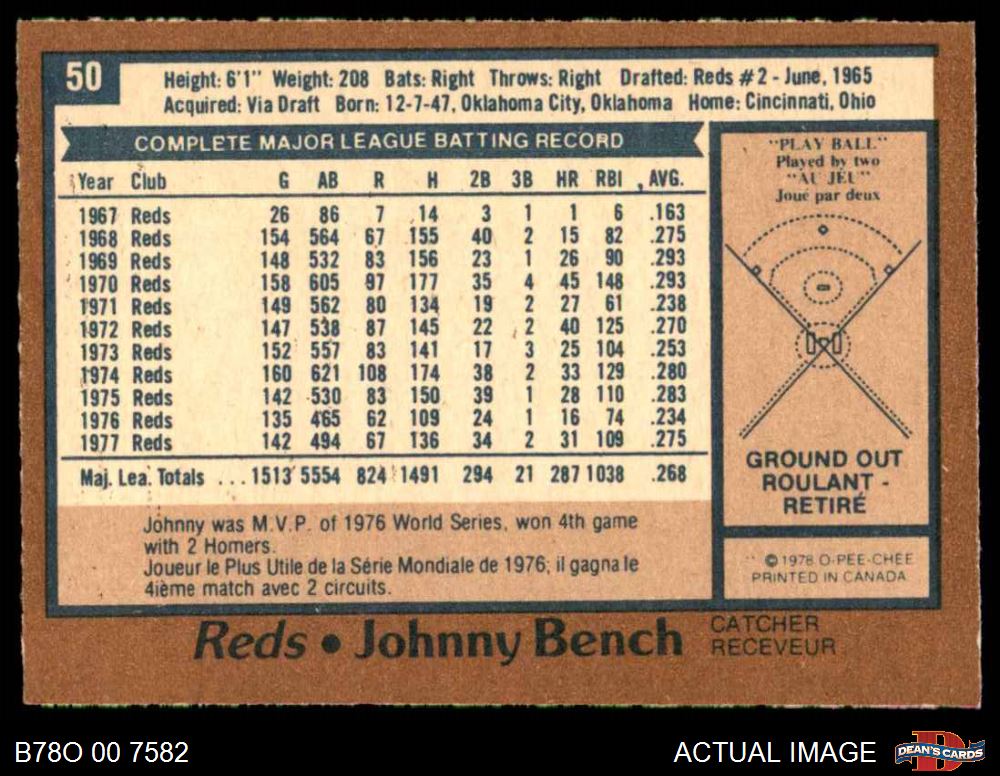 50
Height: 6'1" Weight: 208 Bats: Right Throws: Right Drafted: Reds #2 - June, 1965
Acquired: Via Draft Born: 12-7-47, Oklahoma City, Oklahoma Home: Cincinnati, Ohio
COMPLETE MAJOR LEAGUE BATTING RECORD
Year Club G AB R H 2B 3B HR RBI AVG.
1967 Reds 26 86 7 14 3 1 1 6 .163
1968 Reds 154 564 67 155 40 2 15 82 .275
1969 Reds 148 532 83 156 23 1 26 90 .293
1970 Reds 158 605 97 177 35 4 45 148 .293
1971 Reds 149 562 80 134 19 2 27 61 .238
1972 Reds 147 538 87 145 22 2 40 125 .270
1973 Reds 152 557 83 141 17 3 25 104 .253
1974 Reds 160 621 108 174 38 2 33 129 .280
1975 Reds 142 530 83 150 39 1 28 110 .283
1976 Reds 135 465 62 109 24 1 16 74 .234
1977 Reds 142 494 67 136 34 2 31 109 .275
Maj. Lea. Totals ...1513 5554 824 1491 294 21 287 1038 .268
Johnny was M.V.P. of 1976 World Series, won 4th game
with 2 Homers.
Joueur le Plus Utile de la Série Mondiale de 1976; il gagna le
4ième match avec 2 circuits.
"PLAY BALL"
Played by two
"AU JEU"
Joué par deux
GROUND OUT
ROULANT -
RETIRÉ
© 1978 O-PEE-CHEE
PRINTED IN CANADA
Reds • Johnny Bench
CATCHER
RECEVEUR
B78O 00 7582
ACTUAL IMAGE
DEAN'S CARDS